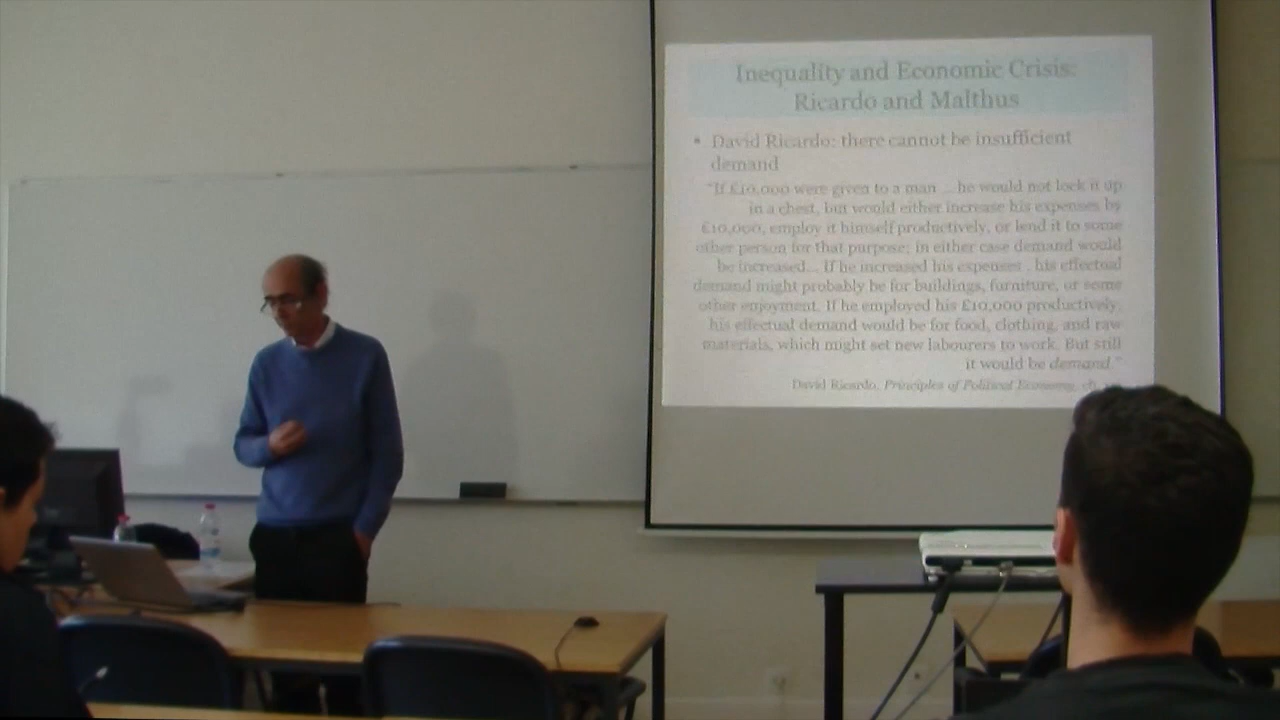 Inequality and Economic Crisis:
Ricardo and Malthus
• David Ricardo: there cannot be insufficient
demand
"If £10,000 were given to a man ... he would not lock it up
in a chest, but would either increase his expenses by
£10,000, employ it himself productively, or lend it to some
other person for that purpose; in either case demand would
be increased... If he increased his expenses , his effectual
demand might probably be for buildings, furniture, or some
other enjoyment. If he employed his £10,000 productively,
his effectual demand would be for food, clothing, and raw
materials, which might set new labourers to work. But still
it would be demand."
David Ricardo, Principles of Political Economy, ch.